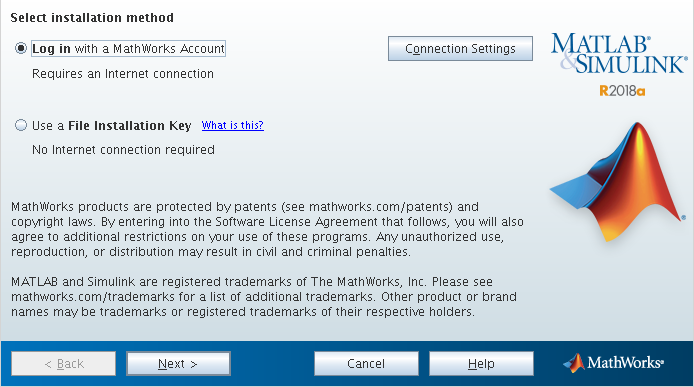 Select installation method
Log in with a MathWorks Account
Connection Settings
MATLAB®
&SIMULINK®
Requires an Internet connection
R2018a
Use a File Installation Key What is this?
No Internet connection required
MathWorks products are protected by patents (see mathworks.com/patents) and
copyright laws. By entering into the Software License Agreement that follows, you will also
agree to additional restrictions on your use of these programs. Any unauthorized use,
reproduction, or distribution may result in civil and criminal penalties.
MATLAB and Simulink are registered trademarks of The MathWorks, Inc. Please see
mathworks.com/trademarks for a list of additional trademarks. Other product or brand
names may be trademarks or registered trademarks of their respective holders.
< Back Next > Cancel Help MathWorks®